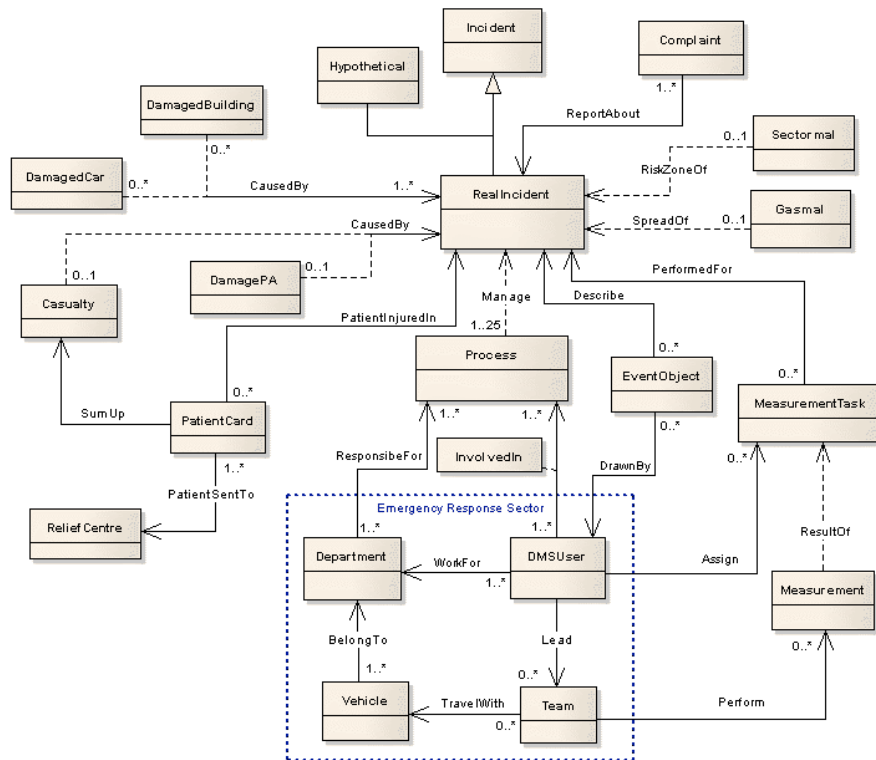 Incident
Hypothetical
Complaint
1..*
DamagedBuilding
0..*
ReportAbout
Sectormal
0..1
RiskZoneOf
DamagedCar
0..*
CausedBy
1..*
RealIncident
Gasmal
0..1
SpreadOf
CausedBy
0..1
Casualty
DamagePA
0..1
PerformedFor
Manage
Describe
1..25
PatientInjuredIn
Process
EventObject
0..*
MeasurementTask
0..*
0..*
PatientCard
SumUp
1..*
1..*
1..*
0..*
0..*
ResponsibeFor
InvolvedIn
DrawnBy
PatientSentTo
ReliefCentre
Emergency Response Sector
1..*
1..*
ResultOf
Department
DMSUser
WorkFor
1..*
Assign
Measurement
0..*
BelongTo
Lead
1..*
0..*
Vehicle
TravelWith
0..*
Team
Perform